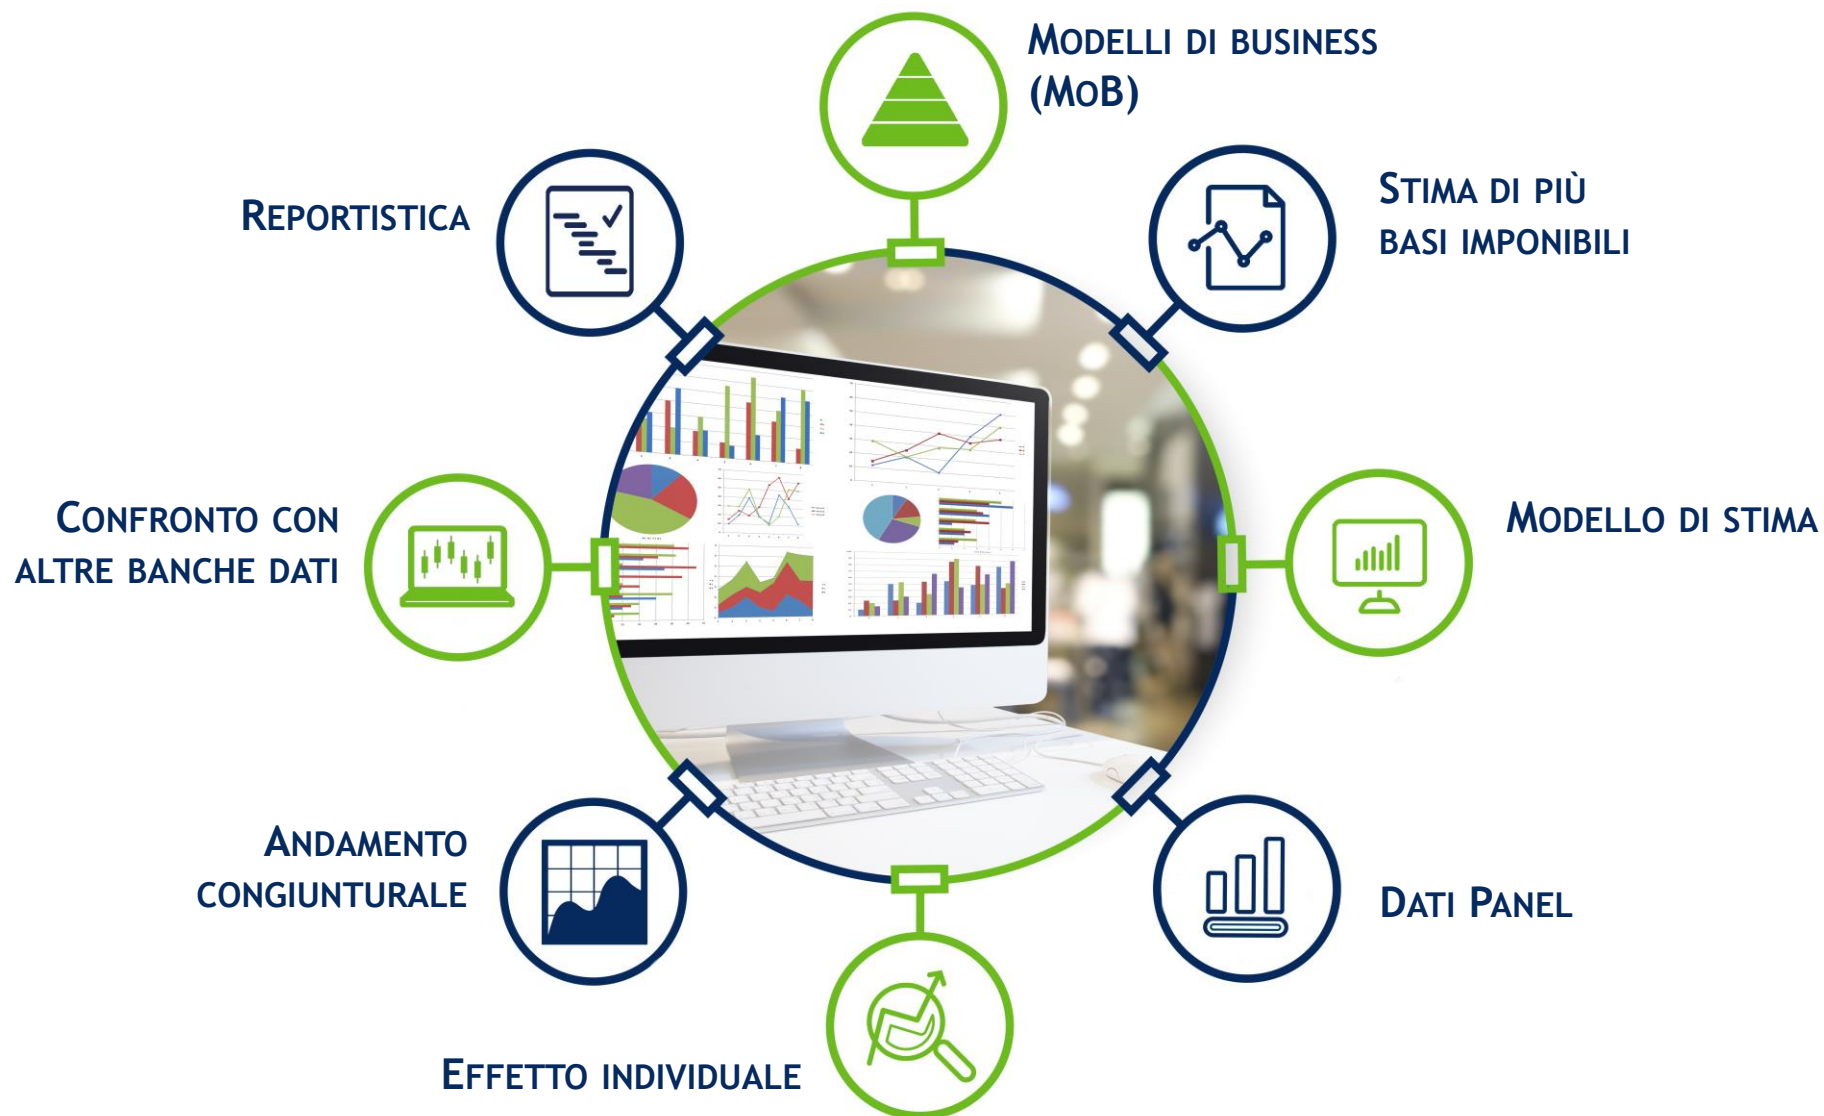 MODELLI DI BUSINESS
(MOB)
STIMA DI PIÙ
BASI IMPONIBILI
MODELLO DI STIMA
DATI PANEL
EFFETTO INDIVIDUALE
ANDAMENTO
CONGIUNTURALE
CONFRONTO CON
ALTRE BANCHE DATI
REPORTISTICA